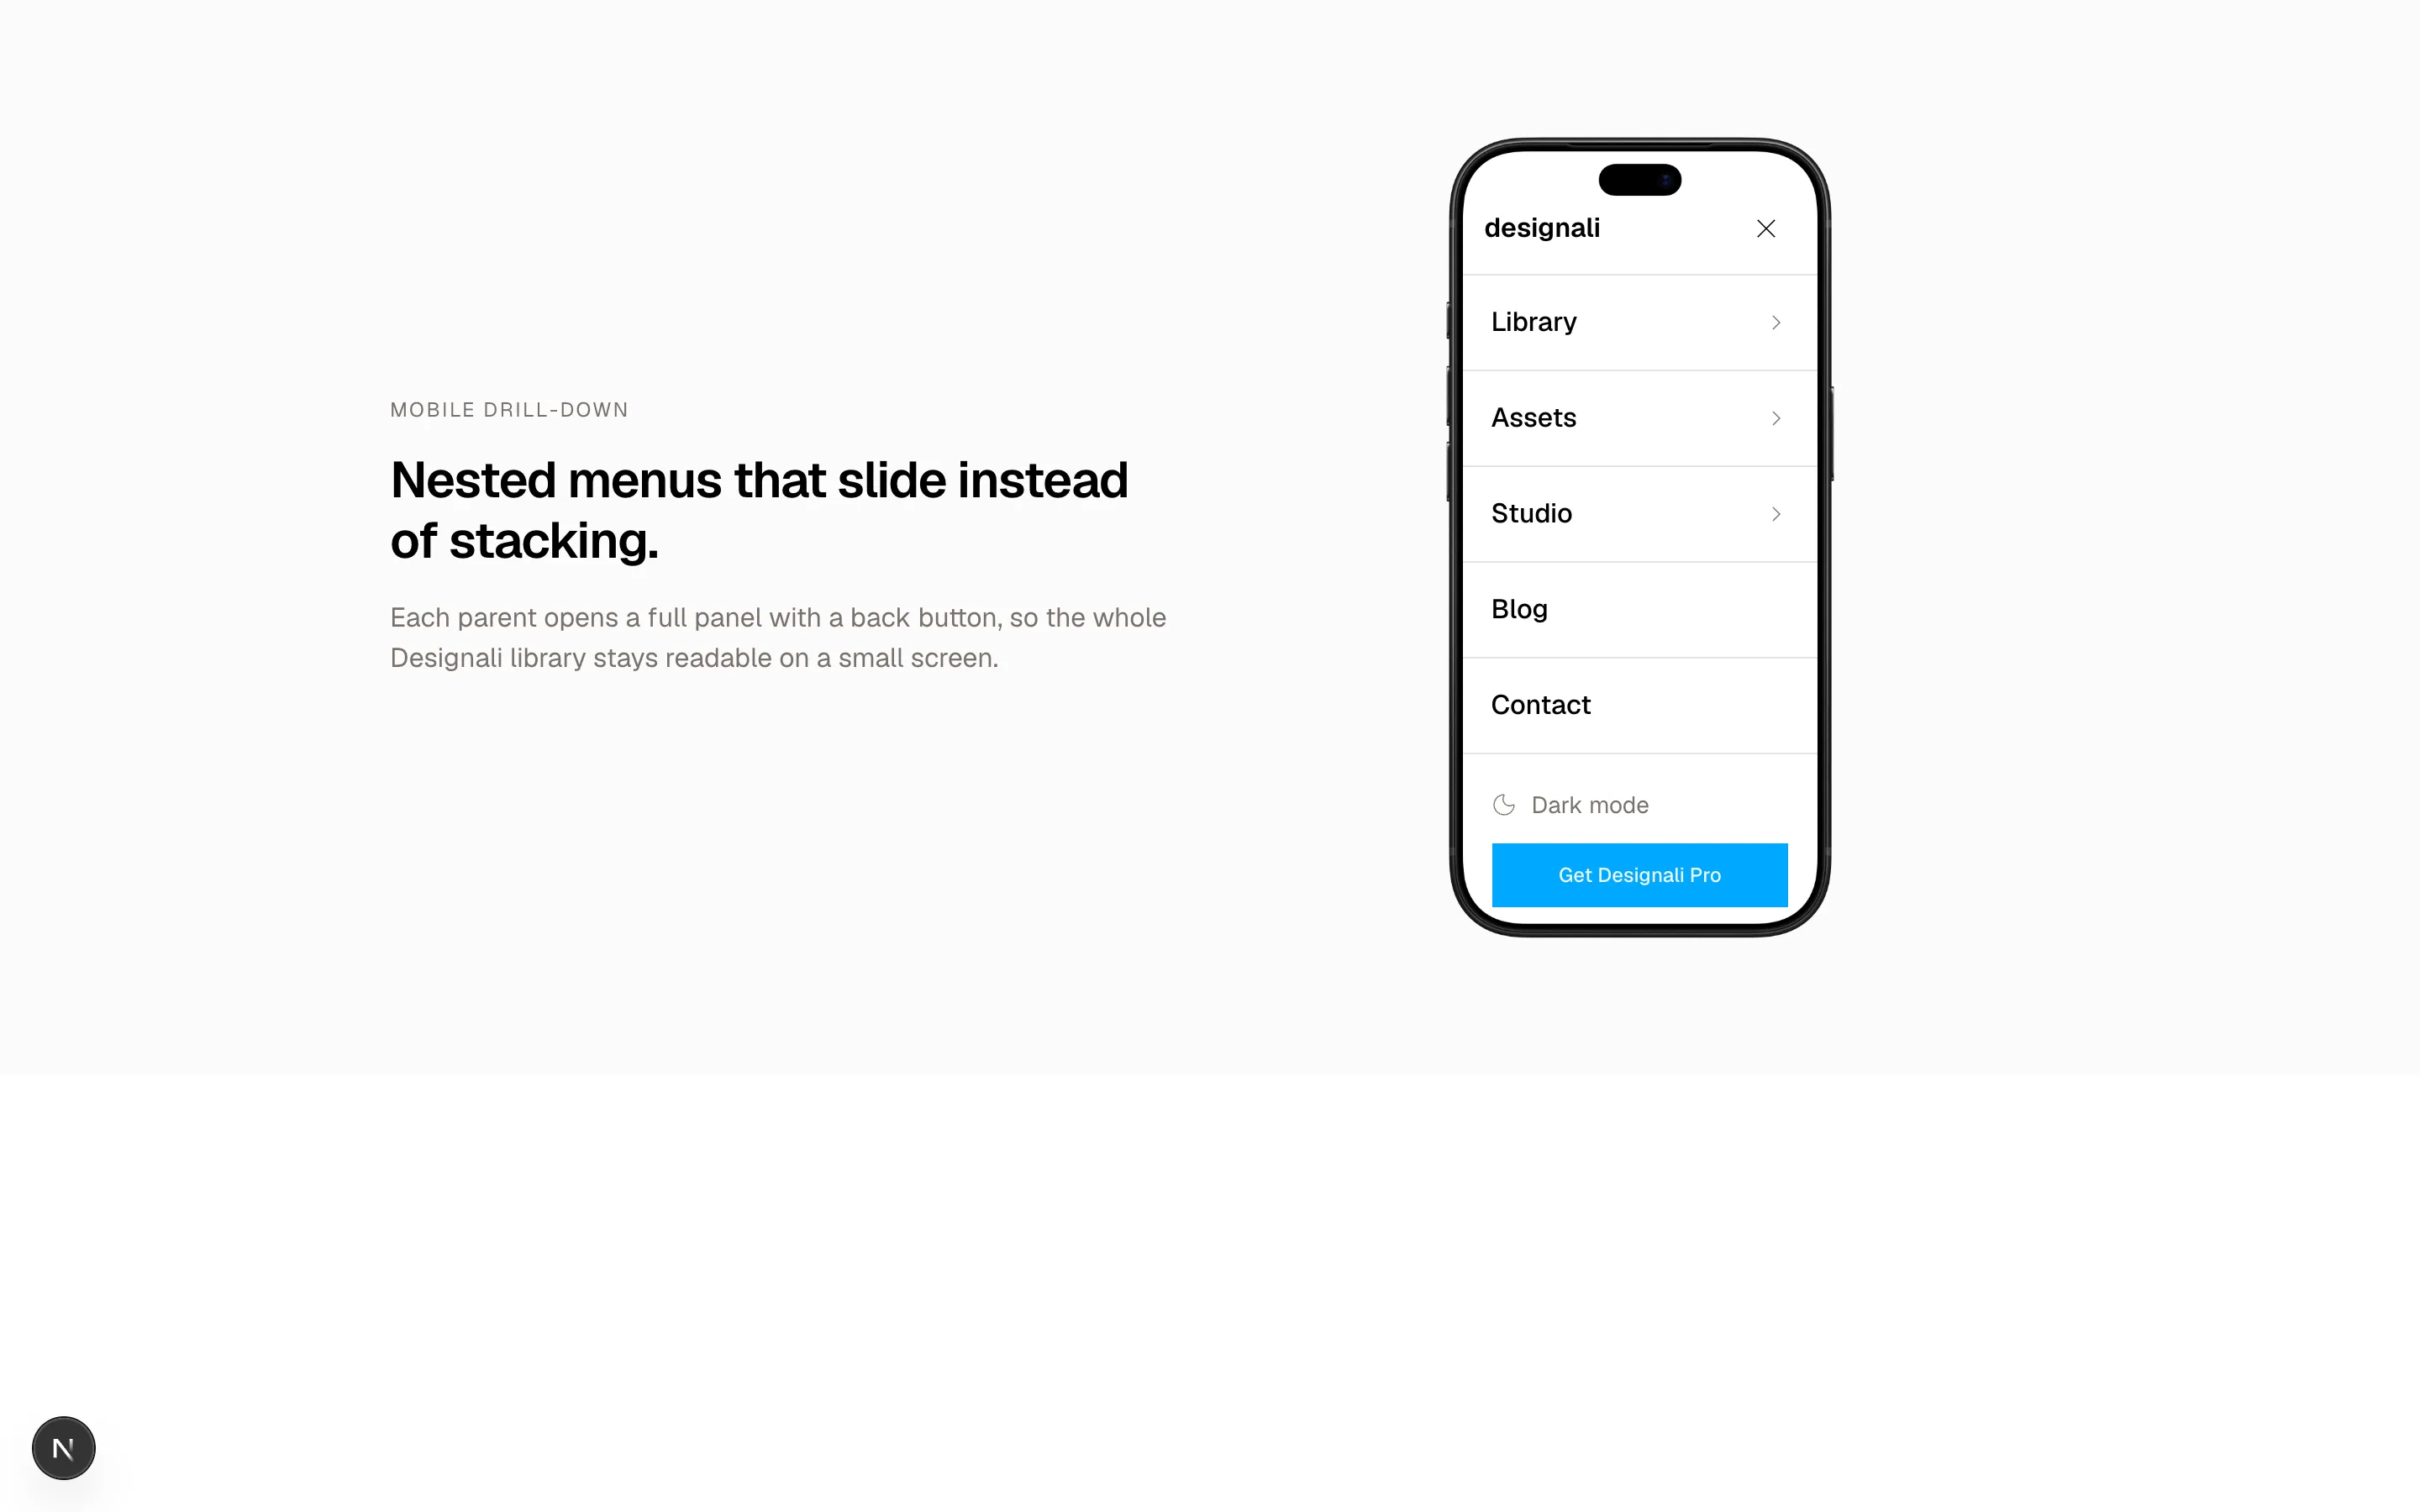 MOBILE DRILL-DOWN
Nested menus that slide instead
of stacking.
Each parent opens a full panel with a back button, so the whole
Designali library stays readable on a small screen.
designali
Library
Assets
Studio
Blog
Contact
Dark mode
Get Designali Pro
N